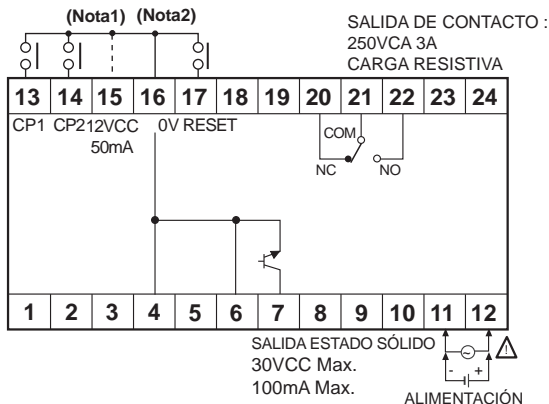 (Nota1) (Nota2)
SALIDA DE CONTACTO :
250VCA 3A
CARGA RESISTIVA
13 14 15 16 17 18 19 20 21 22 23 24
CP1 CP2 12VCC 0V RESET
50mA
COM
NC NO
1 2 3 4 5 6 7 8 9 10 11 12
SALIDA ESTADO SÓLIDO
30VCC Max.
100mA Max.
~ !
- +
ALIMENTACIÓN